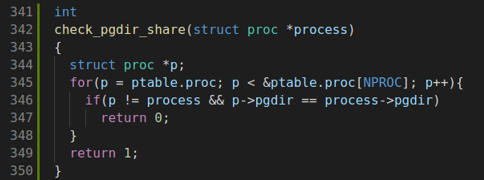 341 int
342 check_pgdir_share(struct proc *process)
343 {
344   struct proc *p;
345   for(p = ptable.proc; p < &ptable.proc[NPROC]; p++){
346     if(p != process && p->pgdir == process->pgdir)
347       return 0;
348   }
349   return 1;
350 }